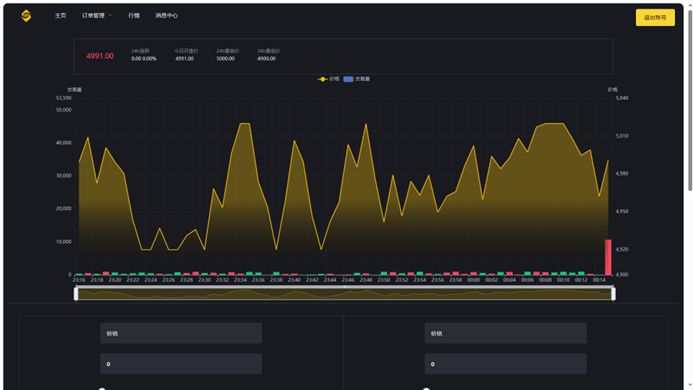 主页 订单管理 行情 消息中心 退出账号
4991.00
24h涨跌 今日开盘价 24h最高价 24h最低价
0.00 0.00% 4991.00 5000.00 4900.00
价格 交易量
交易量 价格
53,590 5,040
50,000
40,000 5,010
30,000 4,980
20,000 4,950
10,000 4,920
0 4,900
23:16 23:18 23:20 23:22 23:24 23:26 23:28 23:30 23:32 23:34 23:36 23:38 23:40 23:42 23:44 23:46 23:48 23:50 23:52 23:54 23:56 23:58 00:00 00:02 00:04 00:06 00:08 00:10 00:12 00:14
价格 价格
0 0